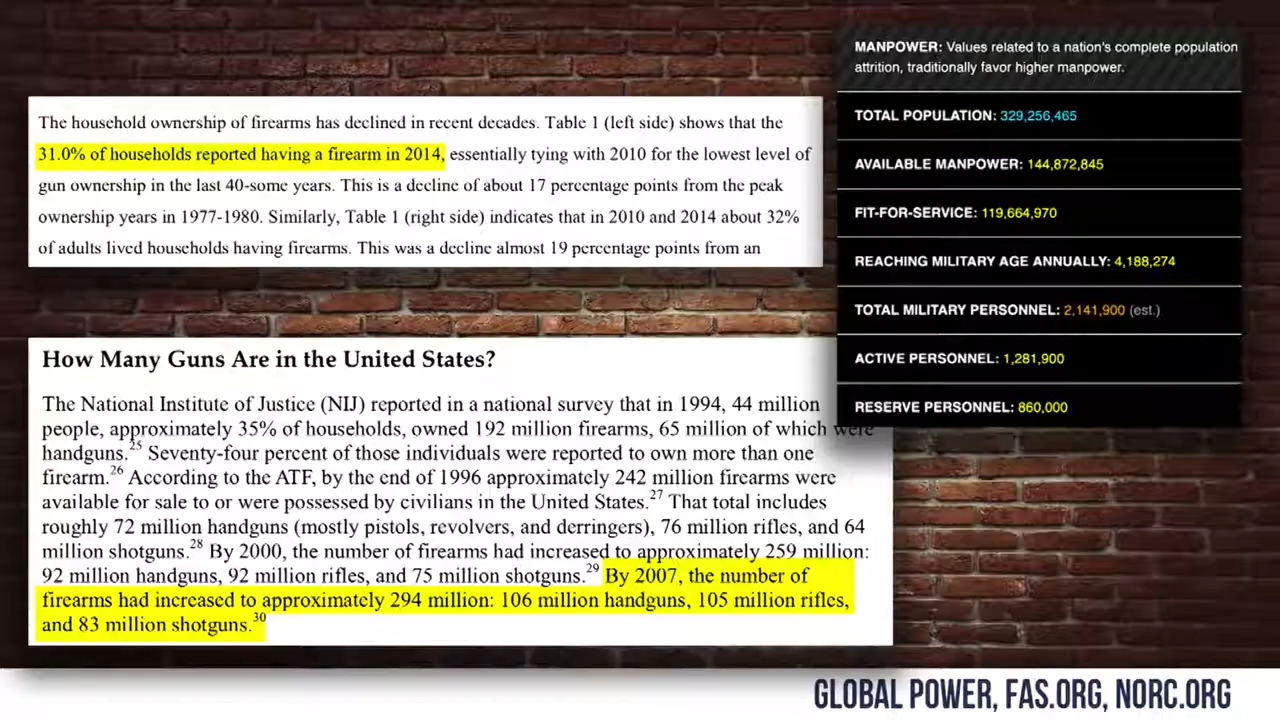 The household ownership of firearms has declined in recent decades. Table 1 (left side) shows that the
31.0% of households reported having a firearm in 2014, essentially tying with 2010 for the lowest level of
gun ownership in the last 40-some years. This is a decline of about 17 percentage points from the peak
ownership years in 1977-1980. Similarly, Table 1 (right side) indicates that in 2010 and 2014 about 32%
of adults lived households having firearms. This was a decline almost 19 percentage points from an
How Many Guns Are in the United States?
The National Institute of Justice (NIJ) reported in a national survey that in 1994, 44 million
people, approximately 35% of households, owned 192 million firearms, 65 million of which were
handguns.25 Seventy-four percent of those individuals were reported to own more than one
firearm.26 According to the ATF, by the end of 1996 approximately 242 million firearms were
available for sale to or were possessed by civilians in the United States.27 That total includes
roughly 72 million handguns (mostly pistols, revolvers, and derringers), 76 million rifles, and 64
million shotguns.28 By 2000, the number of firearms had increased to approximately 259 million:
92 million handguns, 92 million rifles, and 75 million shotguns.29 By 2007, the number of
firearms had increased to approximately 294 million: 106 million handguns, 105 million rifles,
and 83 million shotguns.30
MANPOWER: Values related to a nation's complete population
attrition, traditionally favor higher manpower.
TOTAL POPULATION: 329,256,465
AVAILABLE MANPOWER: 144,872,845
FIT-FOR-SERVICE: 119,664,970
REACHING MILITARY AGE ANNUALLY: 4,188,274
TOTAL MILITARY PERSONNEL: 2,141,900 (est.)
ACTIVE PERSONNEL: 1,281,900
RESERVE PERSONNEL: 860,000
GLOBAL POWER, FAS.ORG, NORC.ORG